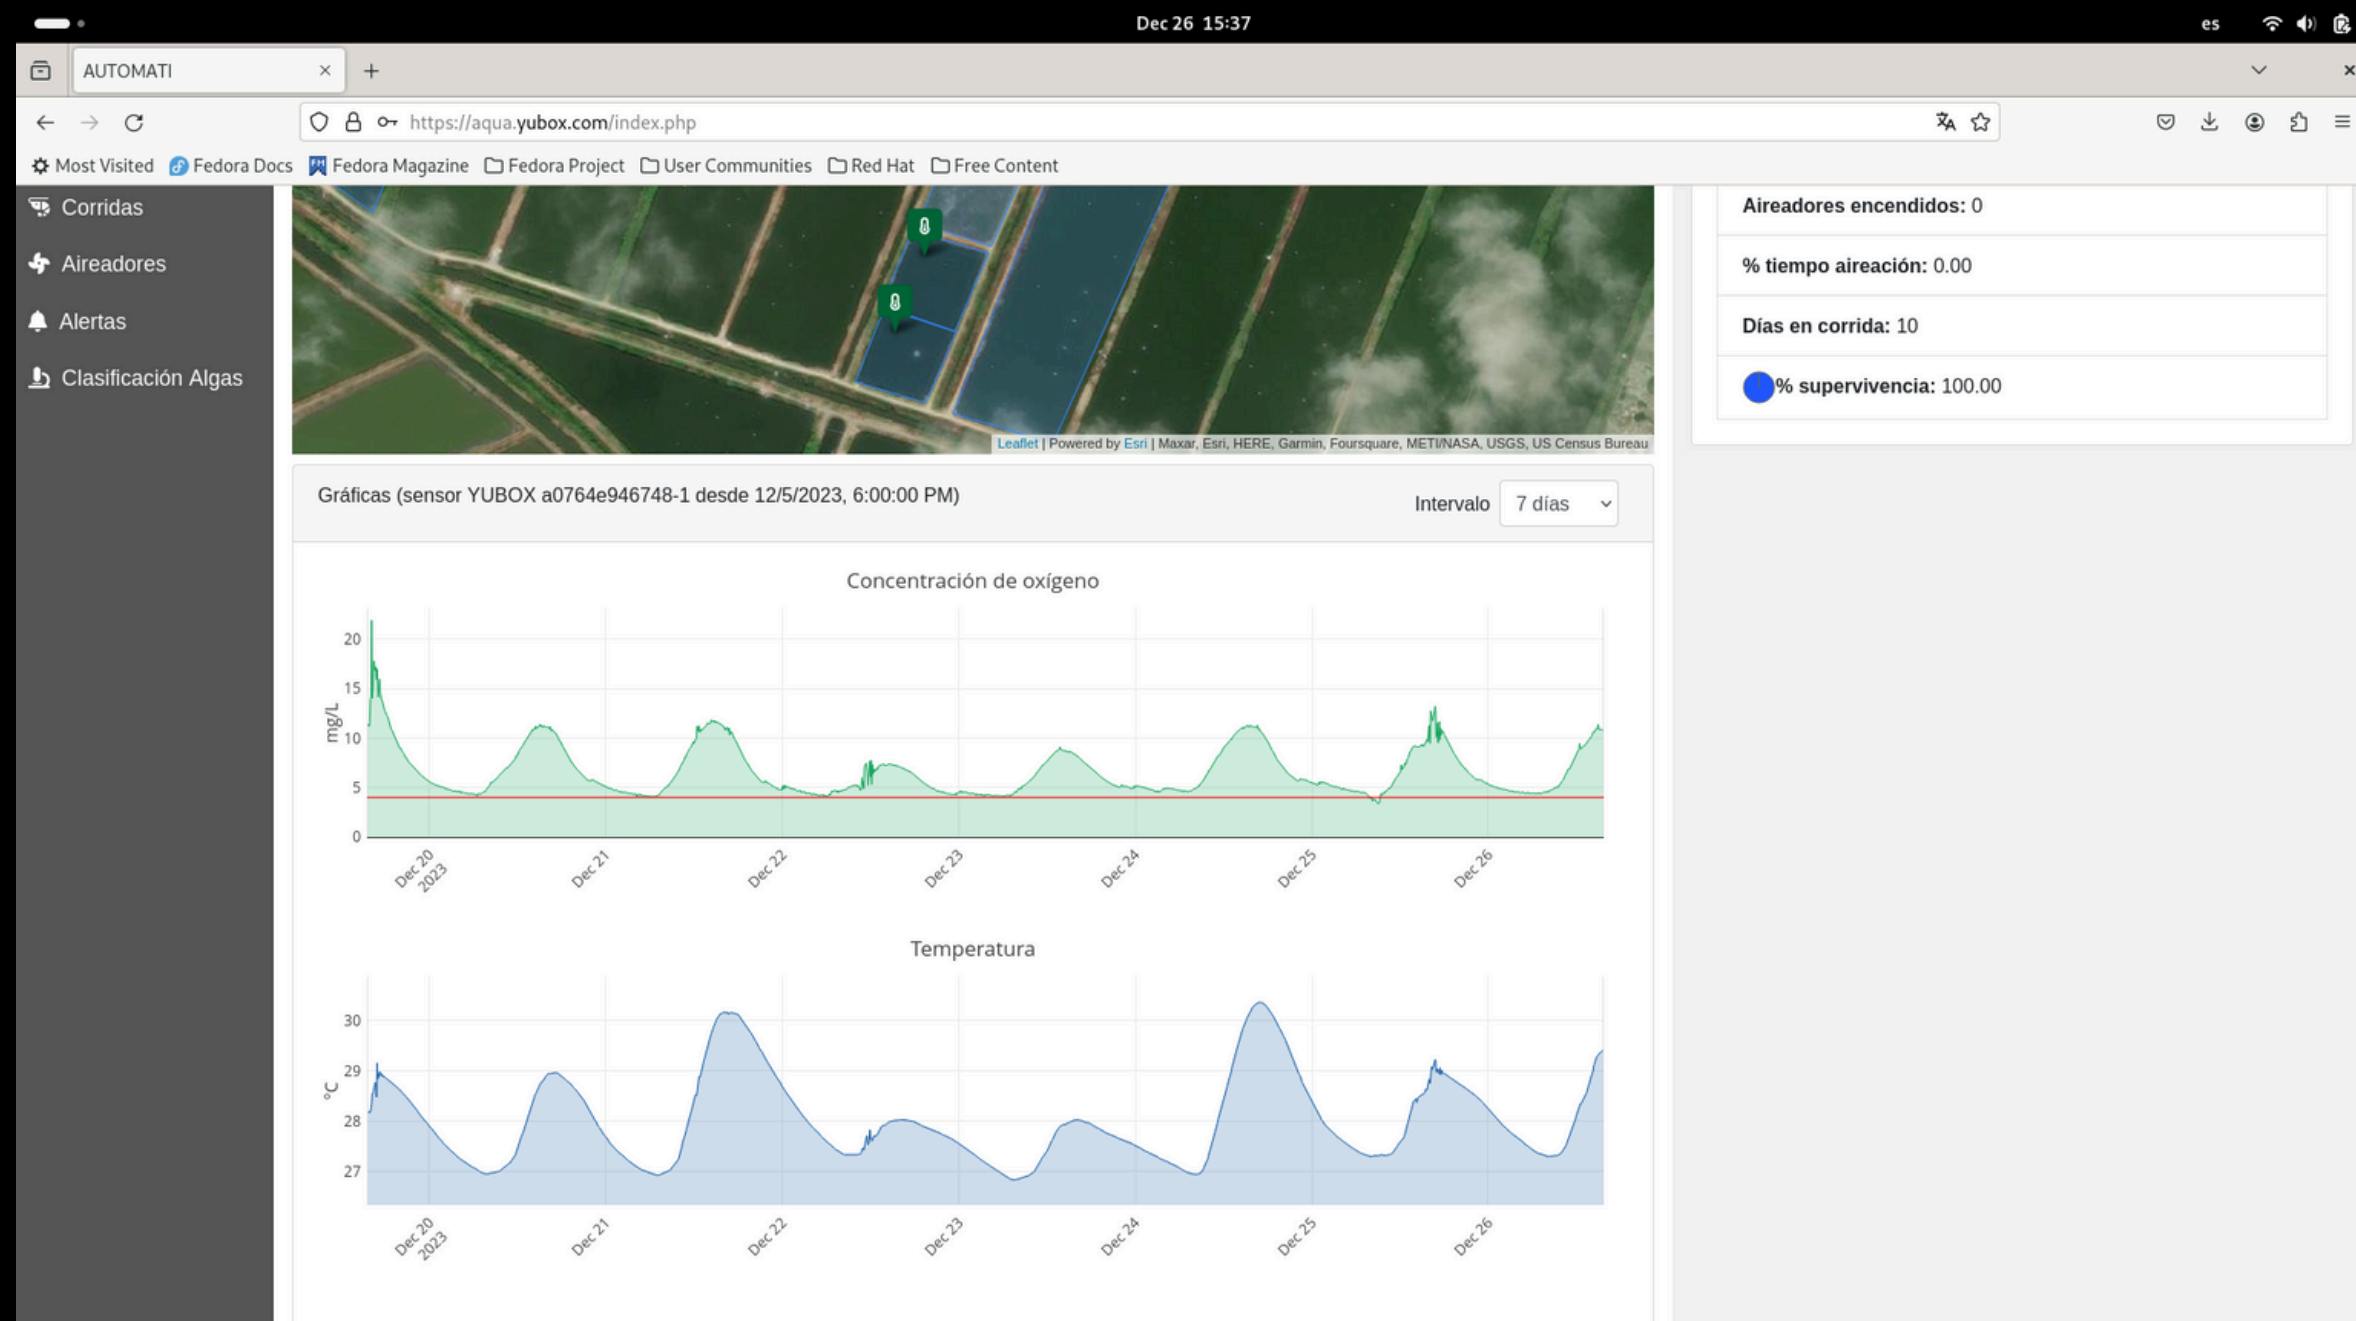 Dec 26 15:37
es
AUTOMATI
https://aqua.yubox.com/index.php
Most Visited Fedora Docs Fedora Magazine Fedora Project User Communities Red Hat Free Content
Corridas
Aireadores
Alertas
Clasificación Algas
Leaflet | Powered by Esri | Maxar, Esri, HERE, Garmin, Foursquare, METI/NASA, USGS, US Census Bureau
Aireadores encendidos: 0
% tiempo aireación: 0.00
Días en corrida: 10
% supervivencia: 100.00
Gráficas (sensor YUBOX a0764e946748-1 desde 12/5/2023, 6:00:00 PM)
Intervalo 7 días
Concentración de oxígeno
mg/L
20
15
10
5
0
Dec 20
2023
Dec 21
Dec 22
Dec 23
Dec 24
Dec 25
Dec 26
Temperatura
°C
30
29
28
27
Dec 20
2023
Dec 21
Dec 22
Dec 23
Dec 24
Dec 25
Dec 26